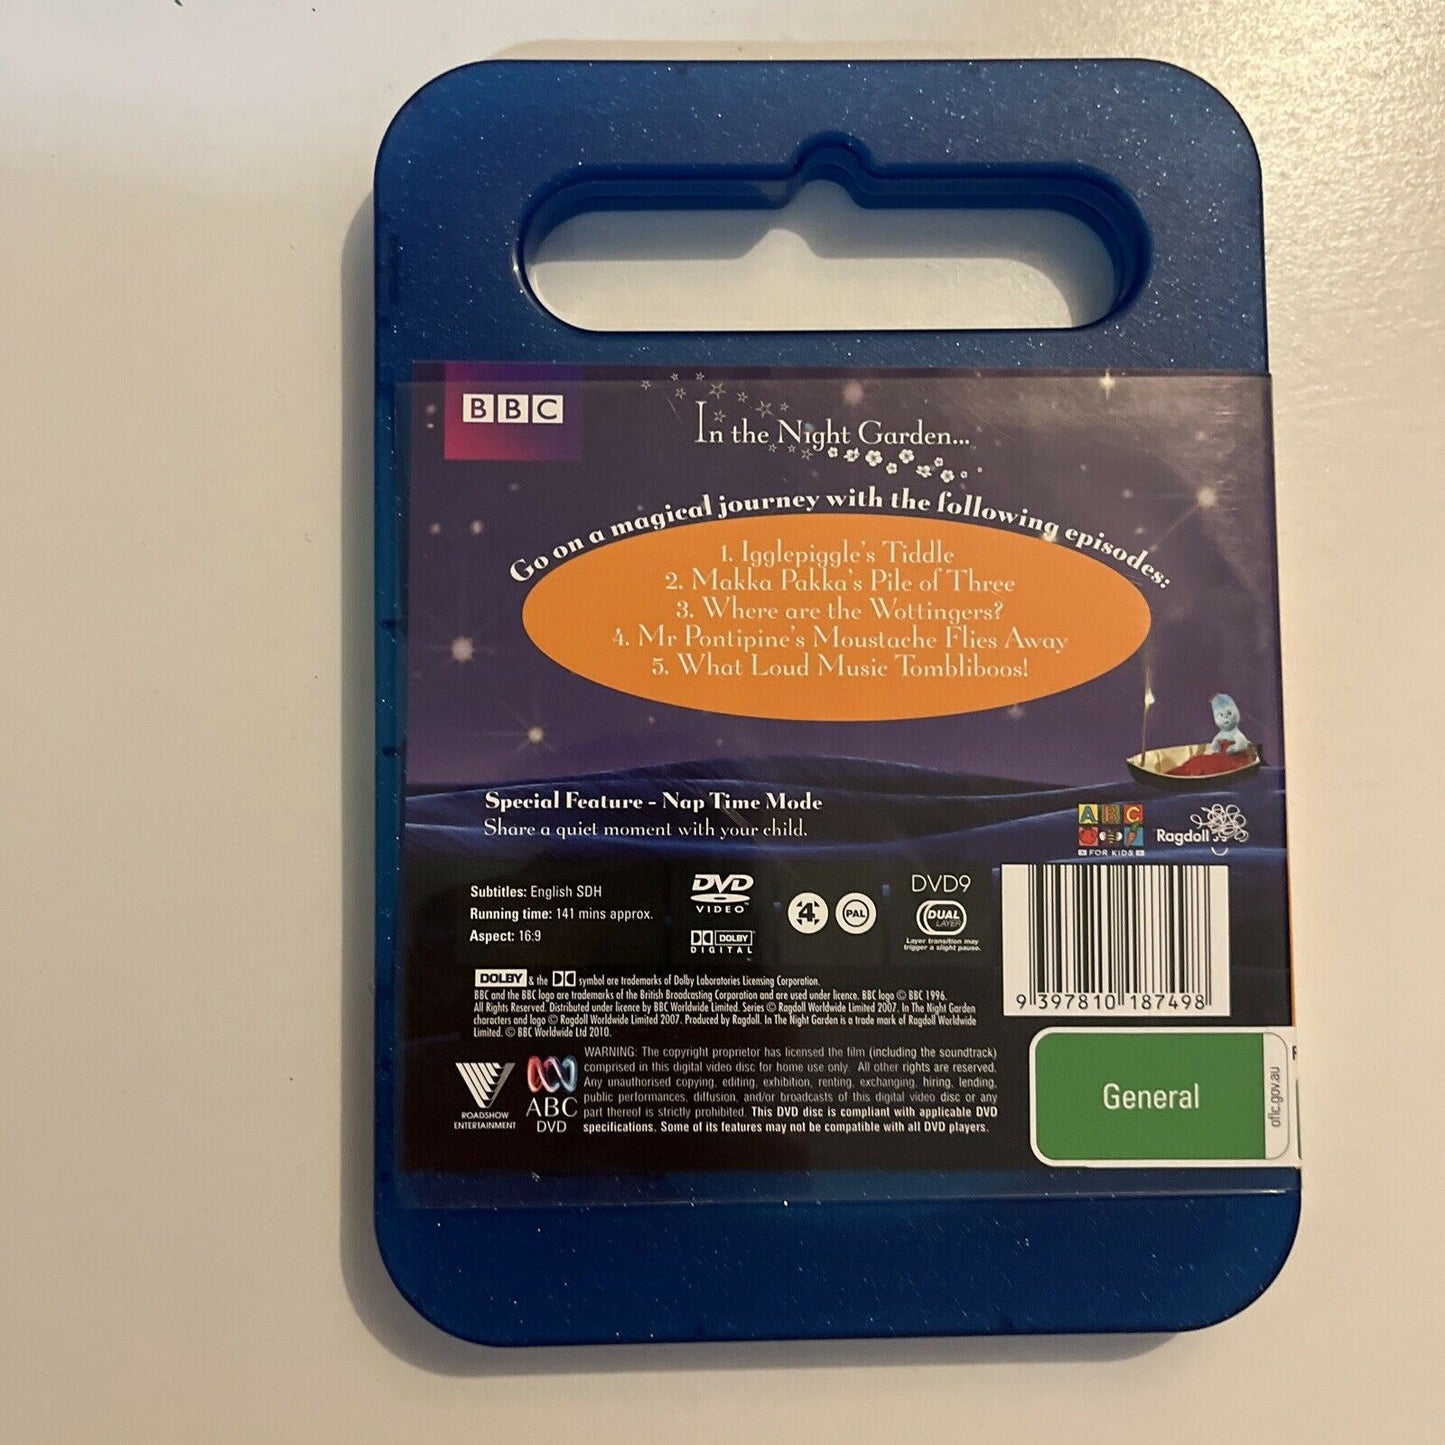 BBC
In the Night Garden...
Go on a magical journey with the following episodes:
1. Igglepiggle's Tiddle
2. Makka Pakka's Pile of Three
3. Where are the Wottingers?
4. Mr Pontipine's Moustache Flies Away
5. What Loud Music Tombliboos!
Special Feature - Nap Time Mode
Share a quiet moment with your child.
ABC
FOR KIDS
Ragdoll
Subtitles: English SDH
Running time: 141 mins approx.
Aspect: 16:9
DVD
VIDEO
DOLBY
DIGITAL
4
PAL
DVD9
DUAL
LAYER
Layer transition may
trigger a slight pause.
9 397810 187498
DOLBY & the DD symbol are trademarks of Dolby Laboratories Licensing Corporation.
BBC and the BBC logo are trademarks of the British Broadcasting Corporation and are used under licence. BBC logo © BBC 1996.
All Rights Reserved. Distributed under licence by BBC Worldwide Limited. Series © Ragdoll Worldwide Limited 2007. In The Night Garden
characters and logo © Ragdoll Worldwide Limited 2007. Produced by Ragdoll. In The Night Garden is a trade mark of Ragdoll Worldwide
Limited. © BBC Worldwide Ltd 2010.
ROADSHOW
ENTERTAINMENT
ABC
DVD
WARNING: The copyright proprietor has licensed the film (including the soundtrack)
comprised in this digital video disc for home use only. All other rights are reserved.
Any unauthorised copying, editing, exhibition, renting, exchanging, hiring, lending,
public performances, diffusion, and/or broadcasts of this digital video disc or any
part thereof is strictly prohibited. This DVD disc is compliant with applicable DVD
specifications. Some of its features may not be compatible with all DVD players.
General
oflc.gov.au